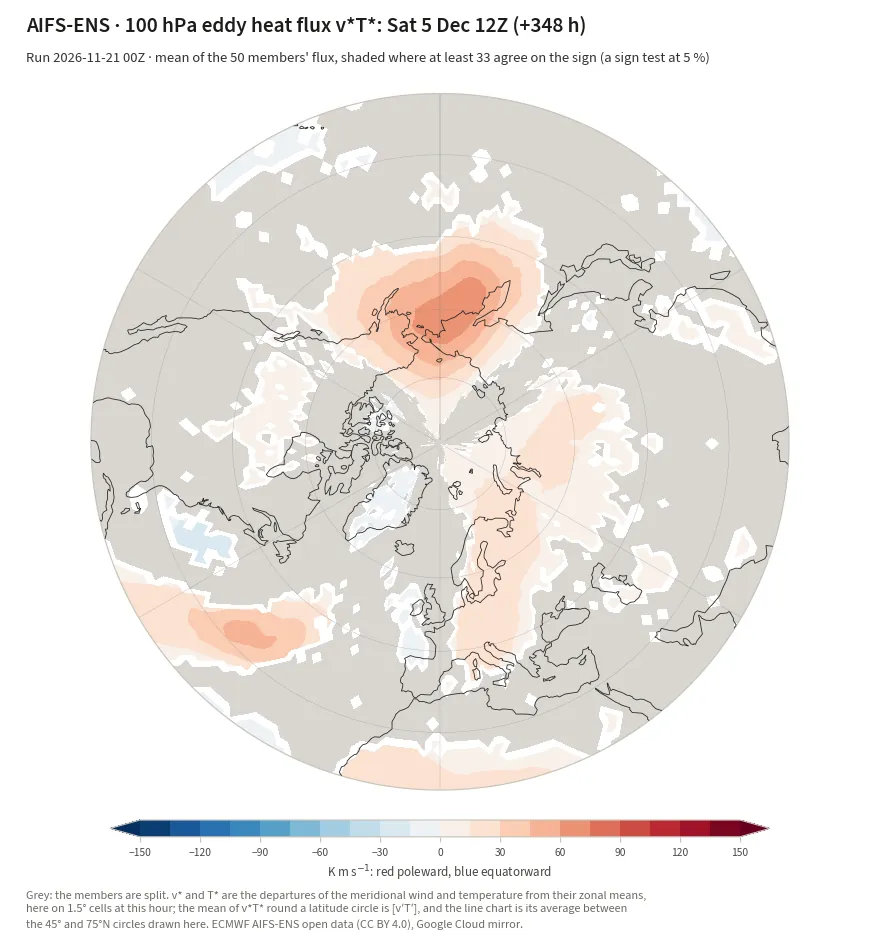 AIFS-ENS · 100 hPa eddy heat flux v*T*: Sat 5 Dec 12Z (+348 h)
Run 2026-11-21 00Z · mean of the 50 members' flux, shaded where at least 33 agree on the sign (a sign test at 5 %)
−150 −120 −90 −60 −30 0 30 60 90 120 150
K m s⁻¹: red poleward, blue equatorward
Grey: the members are split. v* and T* are the departures of the meridional wind and temperature from their zonal means,
here on 1.5° cells at this hour; the mean of v*T* round a latitude circle is [v′T′], and the line chart is its average between
the 45° and 75°N circles drawn here. ECMWF AIFS-ENS open data (CC BY 4.0), Google Cloud mirror.